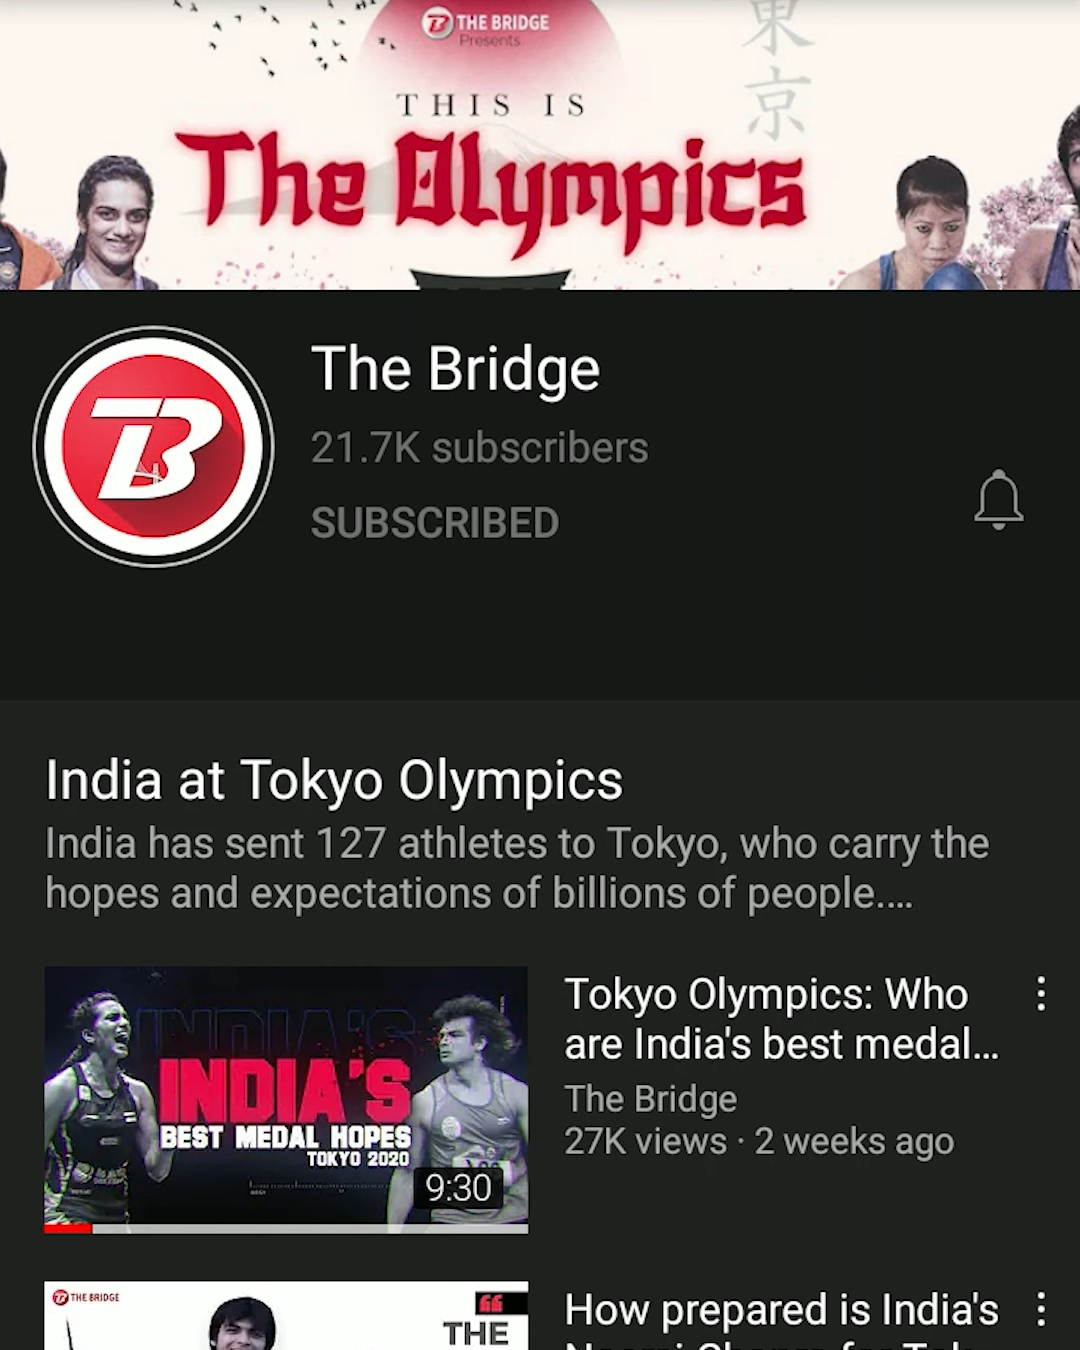 THE BRIDGE
Presents
東
京
THIS IS
The Olympics
The Bridge
21.7K subscribers
SUBSCRIBED
India at Tokyo Olympics
India has sent 127 athletes to Tokyo, who carry the
hopes and expectations of billions of people....
INDIA'S
INDIA'S
BEST MEDAL HOPES
TOKYO 2020
9:30
Tokyo Olympics: Who
are India's best medal...
The Bridge
27K views · 2 weeks ago
THE BRIDGE
THE
How prepared is India's